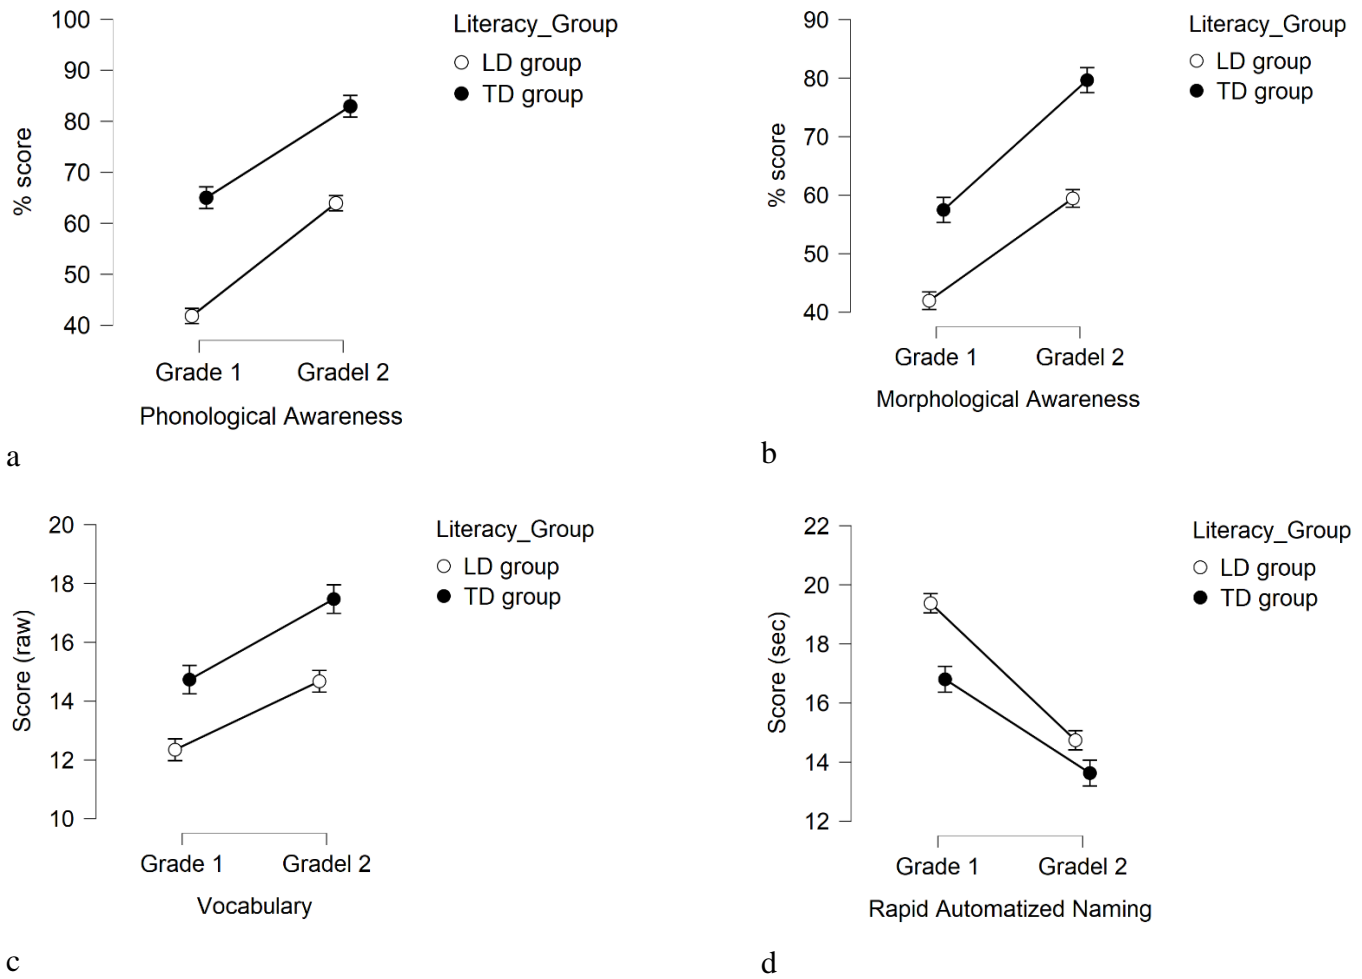 100
90
80
70
60
50
40
% score
Literacy_Group
LD group
TD group
Grade 1 Gradel 2
Phonological Awareness
a
90
80
70
60
50
40
% score
Literacy_Group
LD group
TD group
Grade 1 Gradel 2
Morphological Awareness
b
20
18
16
14
12
10
Score (raw)
Literacy_Group
LD group
TD group
Grade 1 Gradel 2
Vocabulary
c
22
20
18
16
14
12
Score (sec)
Literacy_Group
LD group
TD group
Grade 1 Gradel 2
Rapid Automatized Naming
d